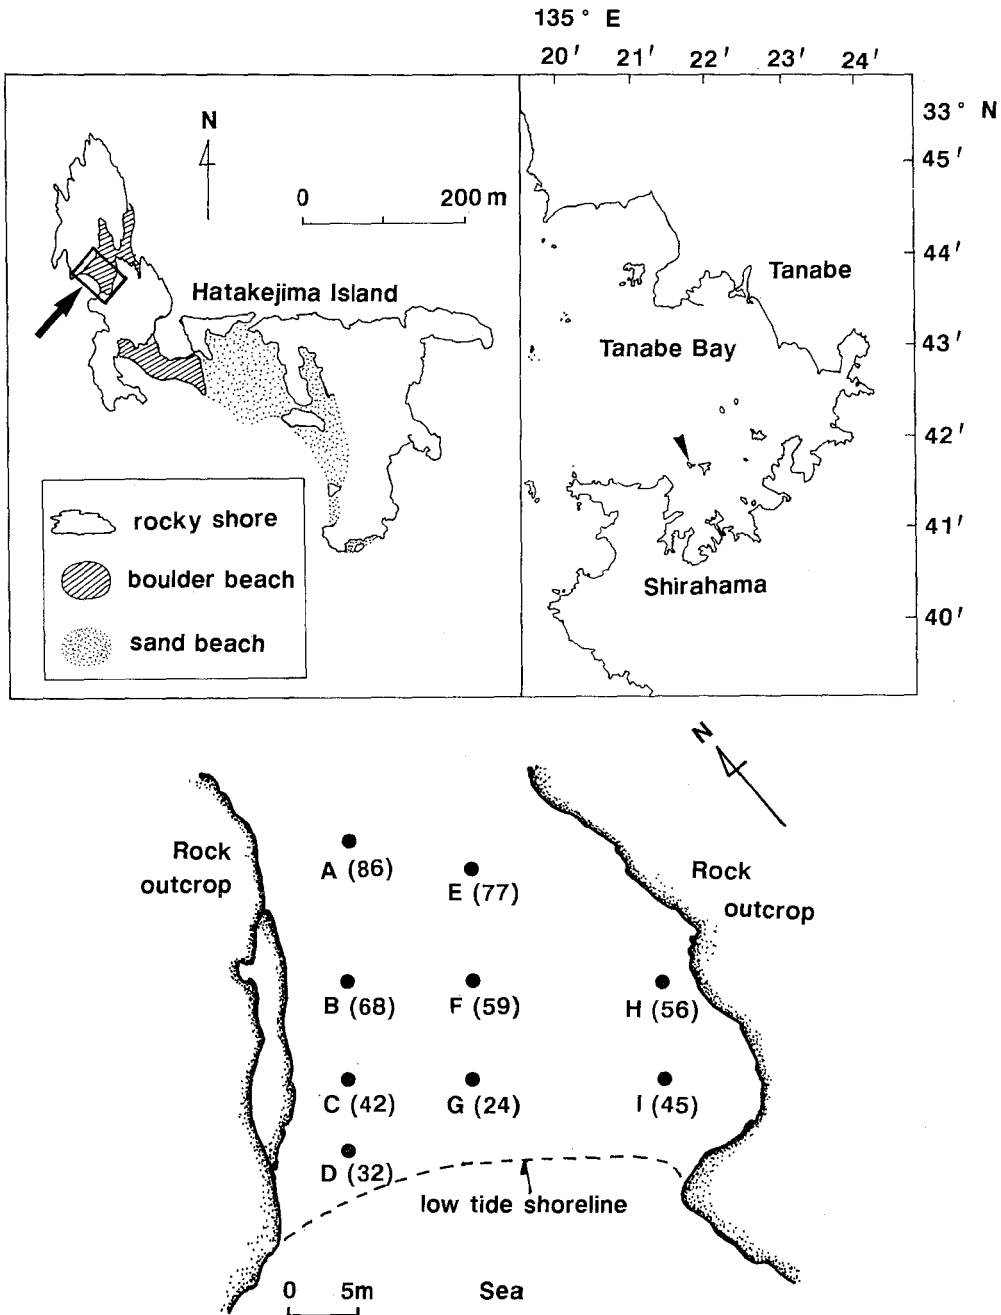 135° E
20' 21' 22' 23' 24'
33° N
45'
44'
43'
42'
41'
40'
N
0 200 m
Hatakejima Island
rocky shore
boulder beach
sand beach
Tanabe
Tanabe Bay
Shirahama
N
Rock
outcrop
Rock
outcrop
A (86)
E (77)
B (68)
F (59)
H (56)
C (42)
G (24)
I (45)
D (32)
low tide shoreline
0 5m
Sea